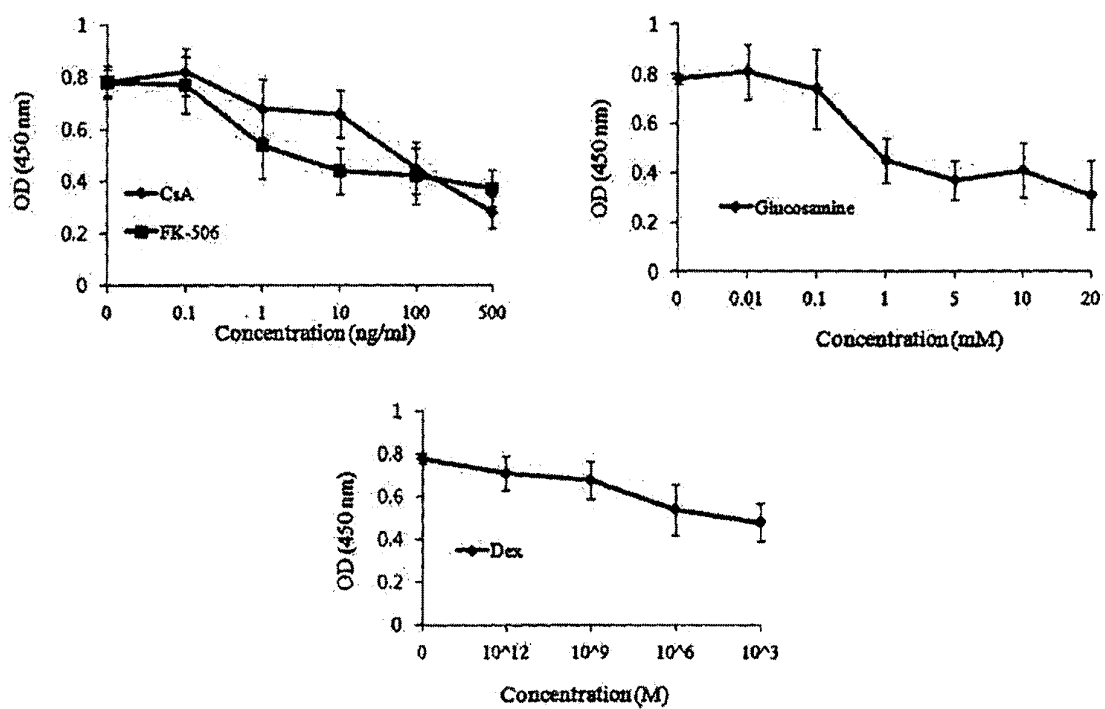 1
0.8
0.6
0.4
0.2
0
OD (450 nm)
CsA
FK-506
0 0.1 1 10 100 500
Concentration (ng/ml)
1
0.8
0.6
0.4
0.2
0
OD (450 nm)
Glucosamine
0 0.01 0.1 1 5 10 20
Concentration (mM)
1
0.8
0.6
0.4
0.2
0
OD (450 nm)
Dex
0 10^12 10^9 10^6 10^3
Concentration (M)